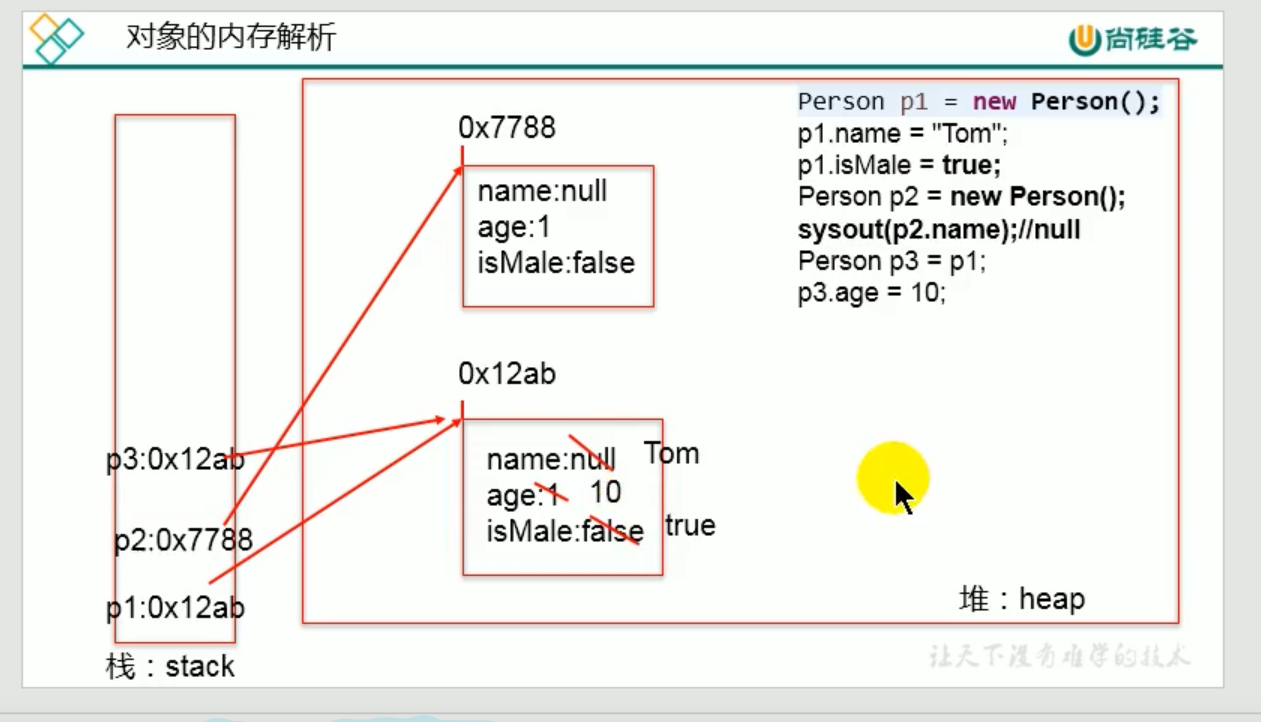 对象的内存解析
尚硅谷
Person p1 = new Person();
p1.name = "Tom";
p1.isMale = true;
Person p2 = new Person();
sysout(p2.name);//null
Person p3 = p1;
p3.age = 10;
0x7788
name:null
age:1
isMale:false
0x12ab
name:null Tom
age:1 10
isMale:false true
p3:0x12ab
p2:0x7788
p1:0x12ab
栈：stack
堆：heap
让天下没有难学的技术